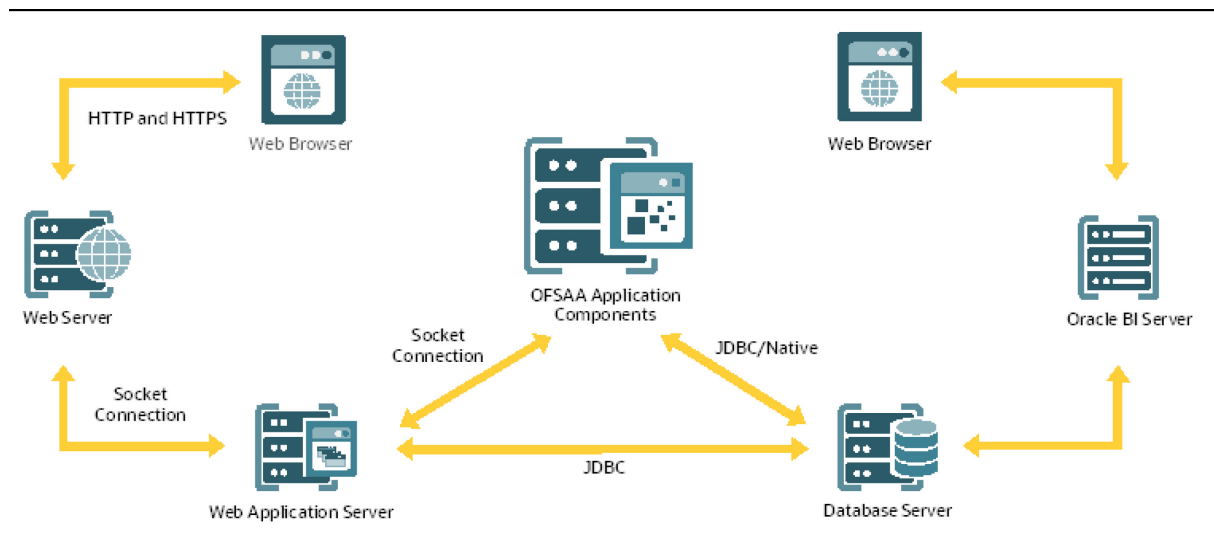 HTTP and HTTPS
Web Browser
Web Browser
Web Server
OFSAA Application
Components
Oracle BI Server
Socket
Connection
JDBC/Native
Socket
Connection
JDBC
Web Application Server
Database Server